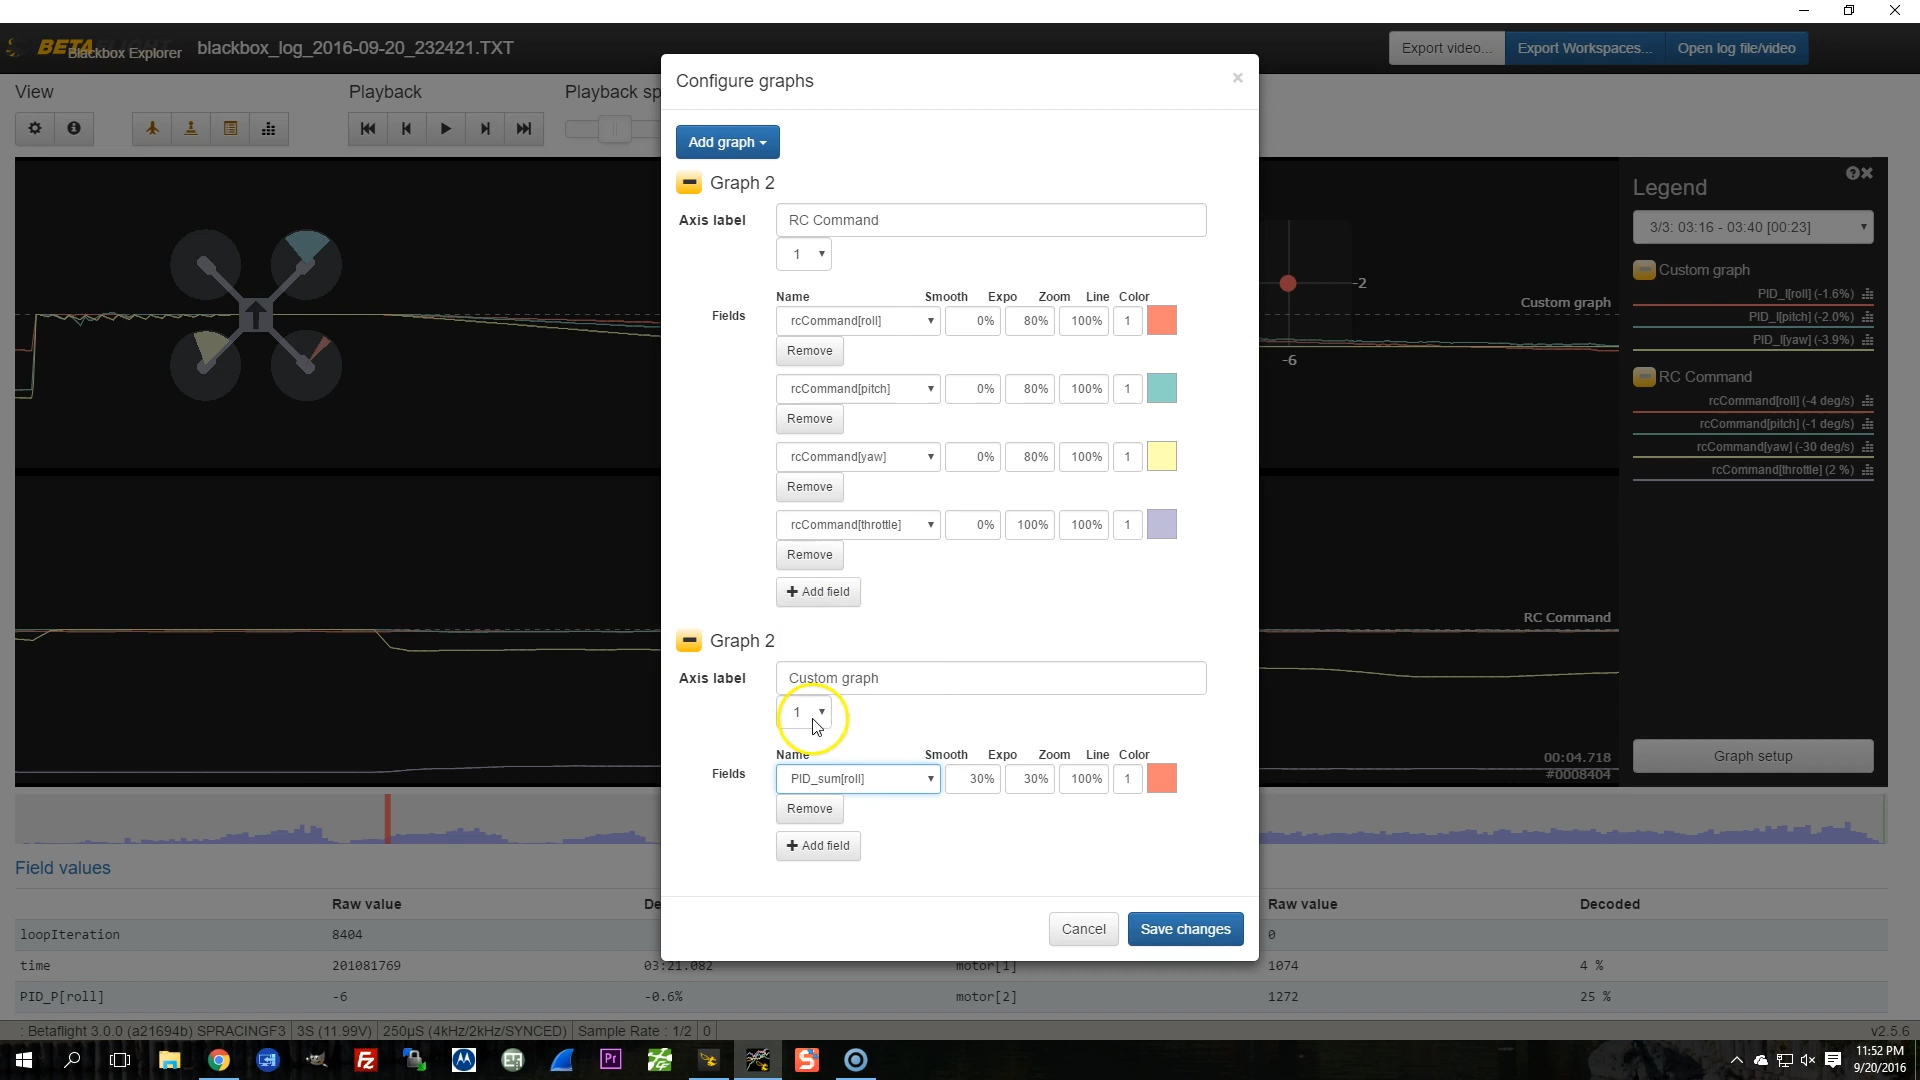 BETAFLIGHT
Blackbox Explorer
blackbox_log_2016-09-20_232421.TXT
Export video...
Export Workspaces...
Open log file/video
View
Playback
Playback sp
Configure graphs
×
Add graph
Graph 2
Axis label
RC Command
1
Name Smooth Expo Zoom Line Color
Fields
rcCommand[roll] 0% 80% 100% 1
Remove
rcCommand[pitch] 0% 80% 100% 1
Remove
rcCommand[yaw] 0% 80% 100% 1
Remove
rcCommand[throttle] 0% 100% 100% 1
Remove
Add field
Graph 2
Axis label
Custom graph
1
Name Smooth Expo Zoom Line Color
Fields
PID_sum[roll] 30% 30% 100% 1
Remove
Add field
Cancel
Save changes
-2
-6
Custom graph
RC Command
00:04.718
#0008404
Legend
3/3: 03:16 - 03:40 [00:23]
Custom graph
PID_I[roll] (-1.6%)
PID_I[pitch] (-2.0%)
PID_I[yaw] (-3.9%)
RC Command
rcCommand[roll] (-4 deg/s)
rcCommand[pitch] (-1 deg/s)
rcCommand[yaw] (-30 deg/s)
rcCommand[throttle] (2 %)
Graph setup
Field values
Raw value De Raw value Decoded
loopIteration 8404 0
time 201081769 03:21.082 motor[1] 1074 4 %
PID_P[roll] -6 -0.6% motor[2] 1272 25 %
: Betaflight 3.0.0 (a21694b) SPRACINGF3 3S (11.99V) 250µS (4kHz/2kHz/SYNCED) Sample Rate : 1/2 0
v2.5.6
Fz
Pr
S
11:52 PM
9/20/2016